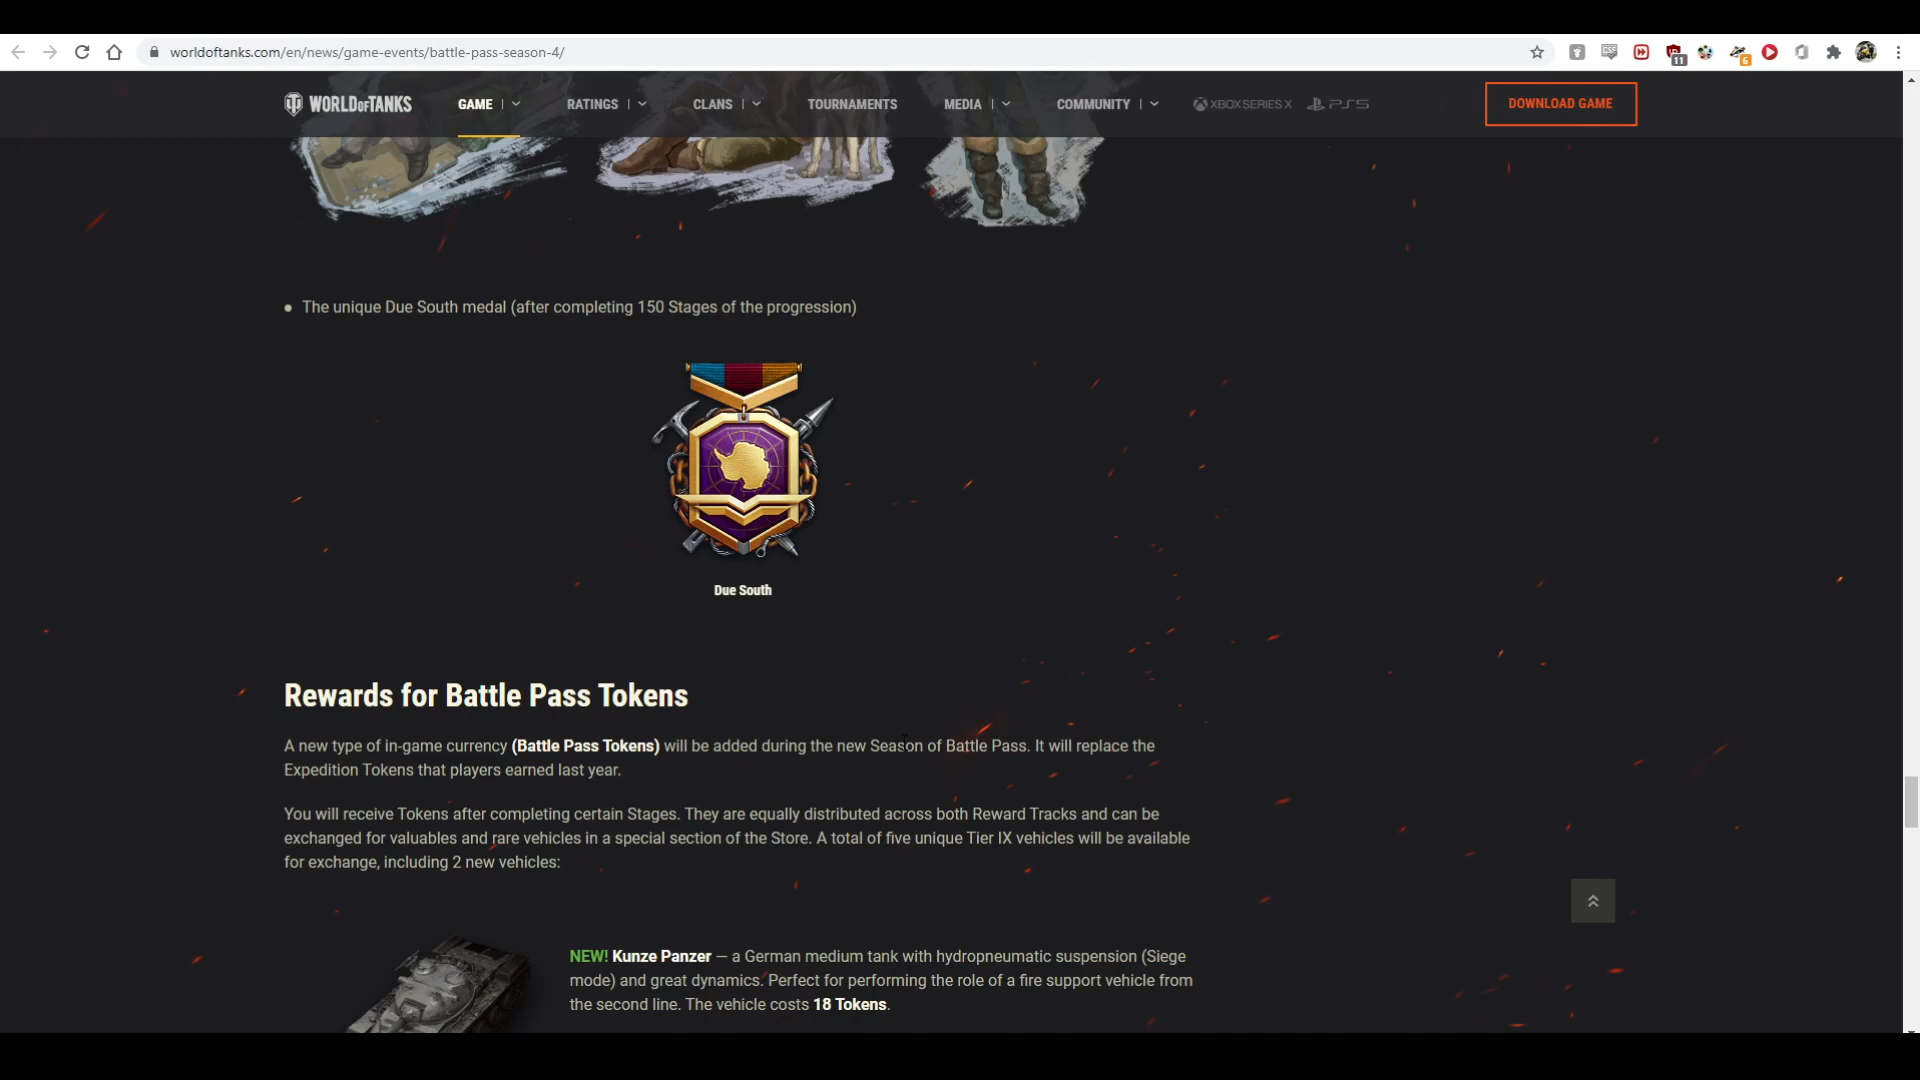 worldoftanks.com/en/news/game-events/battle-pass-season-4/
11
6
WORLD OF TANKS
GAME
RATINGS
CLANS
TOURNAMENTS
MEDIA
COMMUNITY
XBOX SERIES X
PS5
DOWNLOAD GAME
The unique Due South medal (after completing 150 Stages of the progression)
Due South
Rewards for Battle Pass Tokens
A new type of in-game currency (Battle Pass Tokens) will be added during the new Season of Battle Pass. It will replace the
Expedition Tokens that players earned last year.
You will receive Tokens after completing certain Stages. They are equally distributed across both Reward Tracks and can be
exchanged for valuables and rare vehicles in a special section of the Store. A total of five unique Tier IX vehicles will be available
for exchange, including 2 new vehicles:
NEW! Kunze Panzer — a German medium tank with hydropneumatic suspension (Siege
mode) and great dynamics. Perfect for performing the role of a fire support vehicle from
the second line. The vehicle costs 18 Tokens.